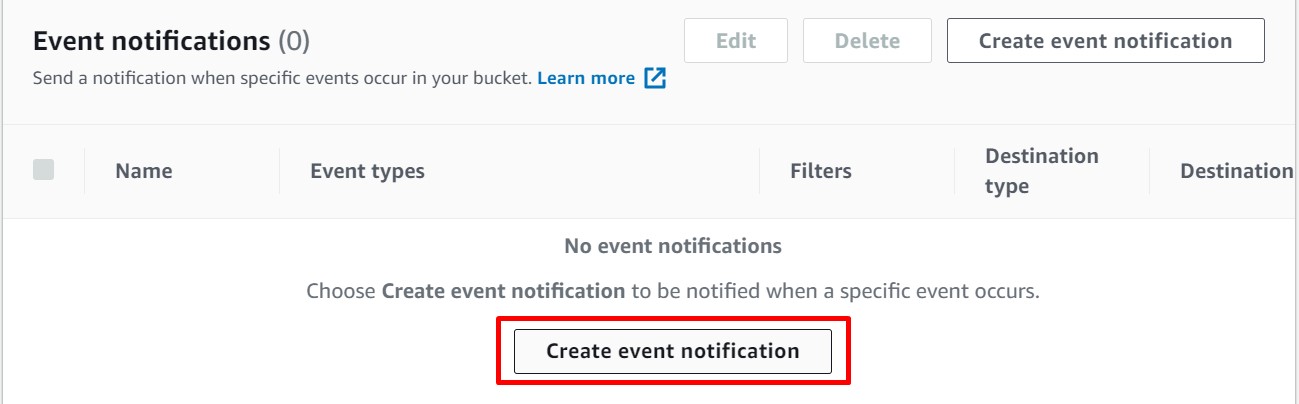 Event notifications (0)
Edit
Delete
Create event notification
Send a notification when specific events occur in your bucket. Learn more
Name
Event types
Filters
Destination
type
Destination
No event notifications
Choose Create event notification to be notified when a specific event occurs.
Create event notification